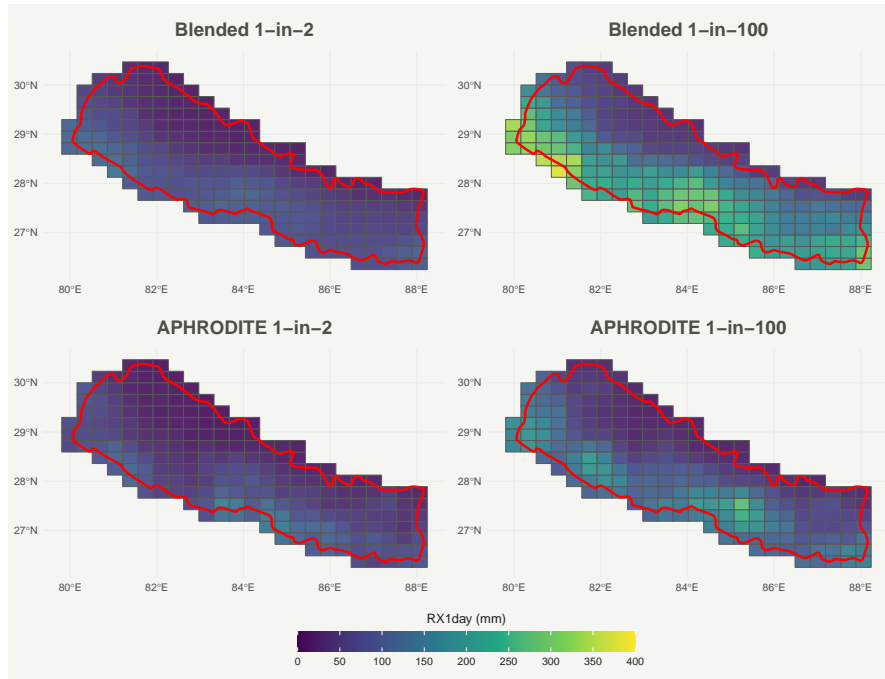 Blended 1−in−2
Blended 1−in−100
30°N
29°N
28°N
27°N
80°E 82°E 84°E 86°E 88°E
30°N
29°N
28°N
27°N
80°E 82°E 84°E 86°E 88°E
APHRODITE 1−in−2
APHRODITE 1−in−100
30°N
29°N
28°N
27°N
80°E 82°E 84°E 86°E 88°E
30°N
29°N
28°N
27°N
80°E 82°E 84°E 86°E 88°E
RX1day (mm)
0 50 100 150 200 250 300 350 400